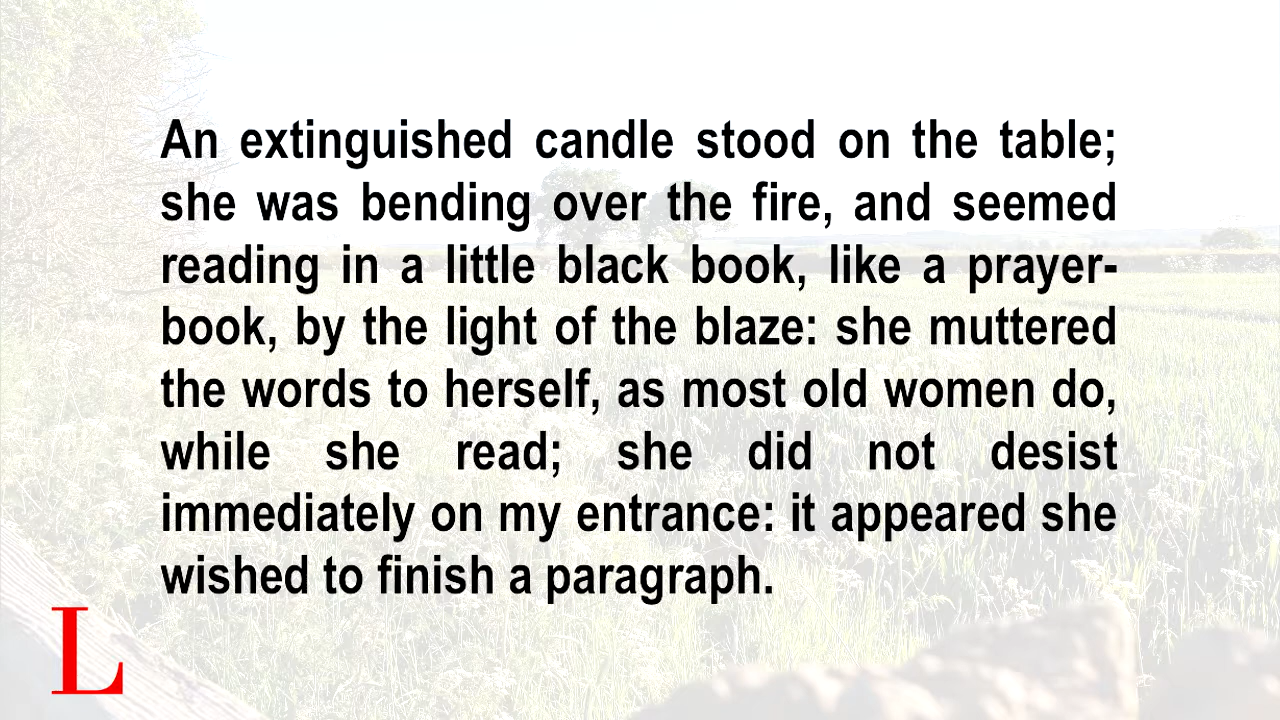 An extinguished candle stood on the table;
she was bending over the fire, and seemed
reading in a little black book, like a prayer-
book, by the light of the blaze: she muttered
the words to herself, as most old women do,
while she read; she did not desist
immediately on my entrance: it appeared she
wished to finish a paragraph.
L